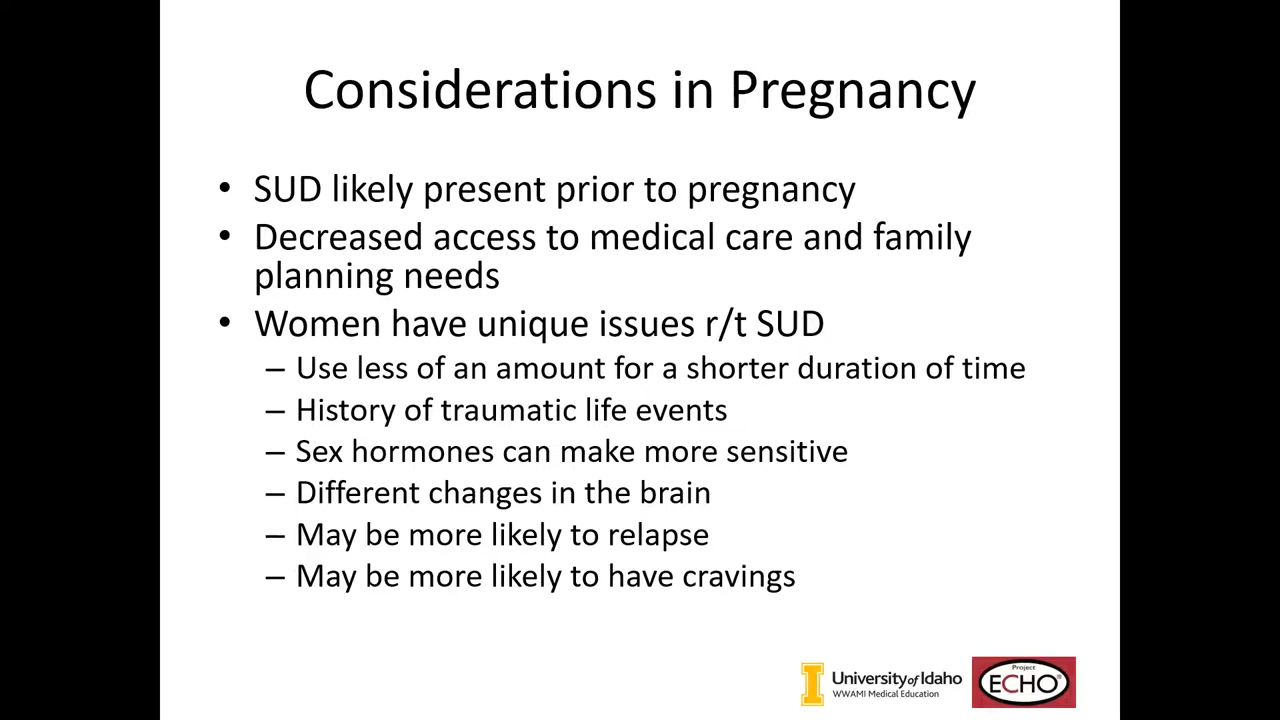 Considerations in Pregnancy
• SUD likely present prior to pregnancy
• Decreased access to medical care and family
planning needs
• Women have unique issues r/t SUD
– Use less of an amount for a shorter duration of time
– History of traumatic life events
– Sex hormones can make more sensitive
– Different changes in the brain
– May be more likely to relapse
– May be more likely to have cravings
I
University of Idaho
WWAMI Medical Education
Project
ECHO®